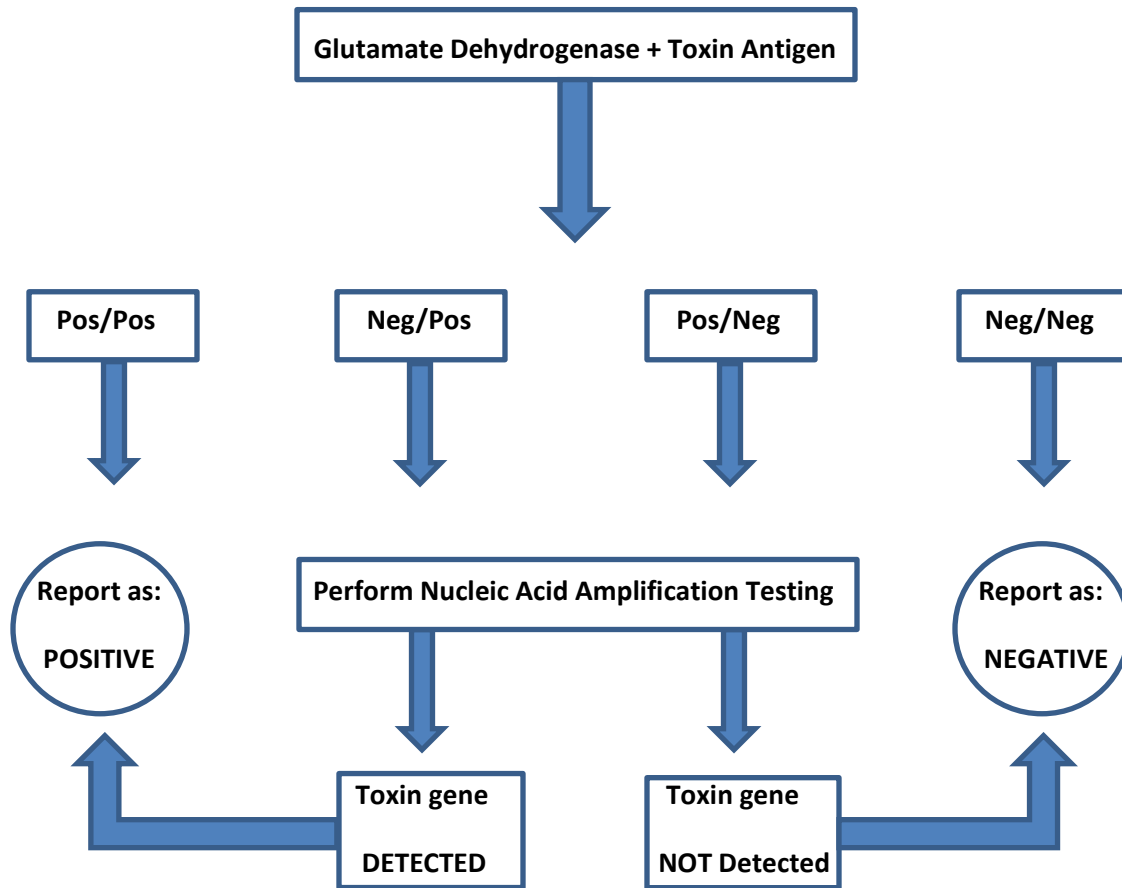 Glutamate Dehydrogenase + Toxin Antigen
Pos/Pos
Neg/Pos
Pos/Neg
Neg/Neg
Report as:
POSITIVE
Perform Nucleic Acid Amplification Testing
Report as:
NEGATIVE
Toxin gene
DETECTED
Toxin gene
NOT Detected